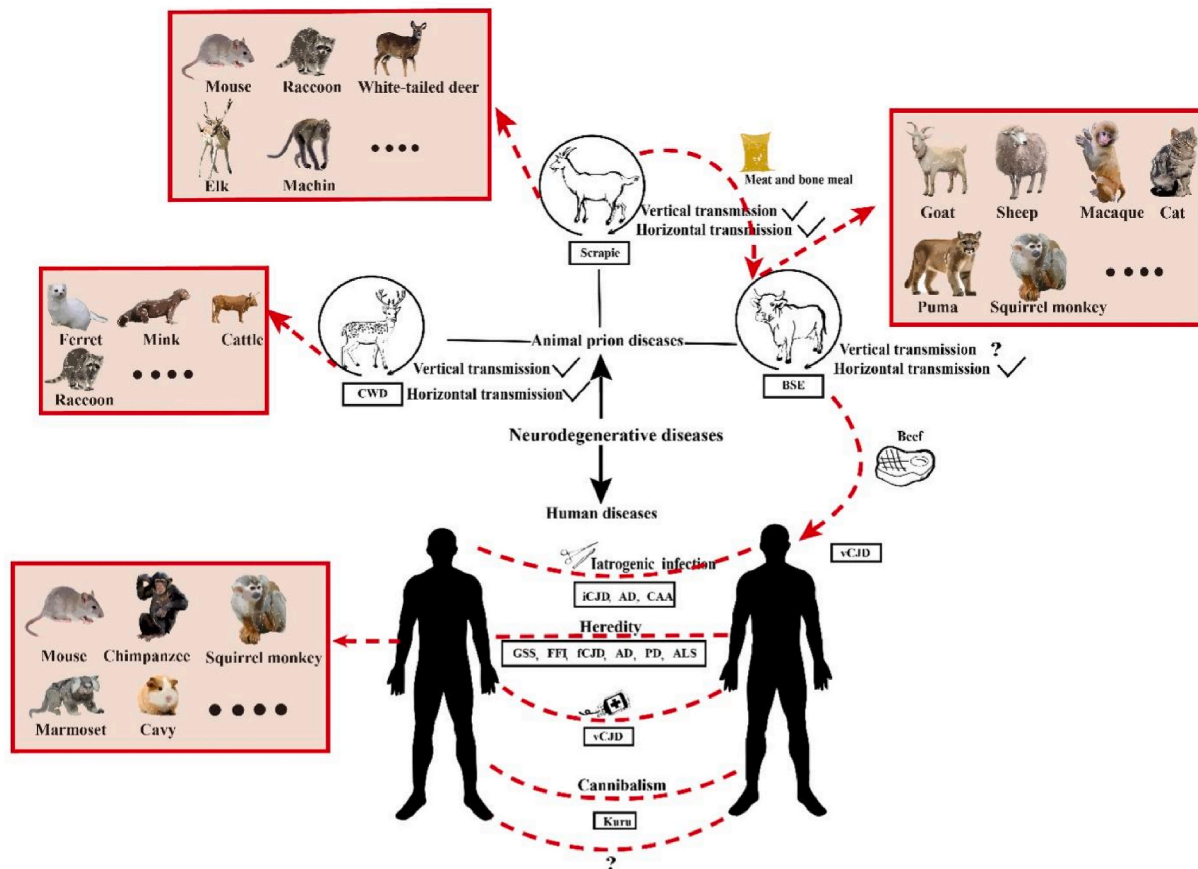 Mouse
Raccoon
White-tailed deer
Elk
Machin
Scrapie
Meat and bone meal
Vertical transmission ✓
Horizontal transmission ✓
Goat
Sheep
Macaque
Cat
Puma
Squirrel monkey
Ferret
Mink
Cattle
Raccoon
CWD
Vertical transmission ✓
Horizontal transmission ✓
Animal prion diseases
BSE
Vertical transmission ?
Horizontal transmission ✓
Neurodegenerative diseases
Beef
Human diseases
vCJD
Iatrogenic infection
iCJD, AD, CAA
Heredity
GSS, FFI, fCJD, AD, PD, ALS
vCJD
Cannibalism
Kuru
?
Mouse
Chimpanzee
Squirrel monkey
Marmoset
Cavy